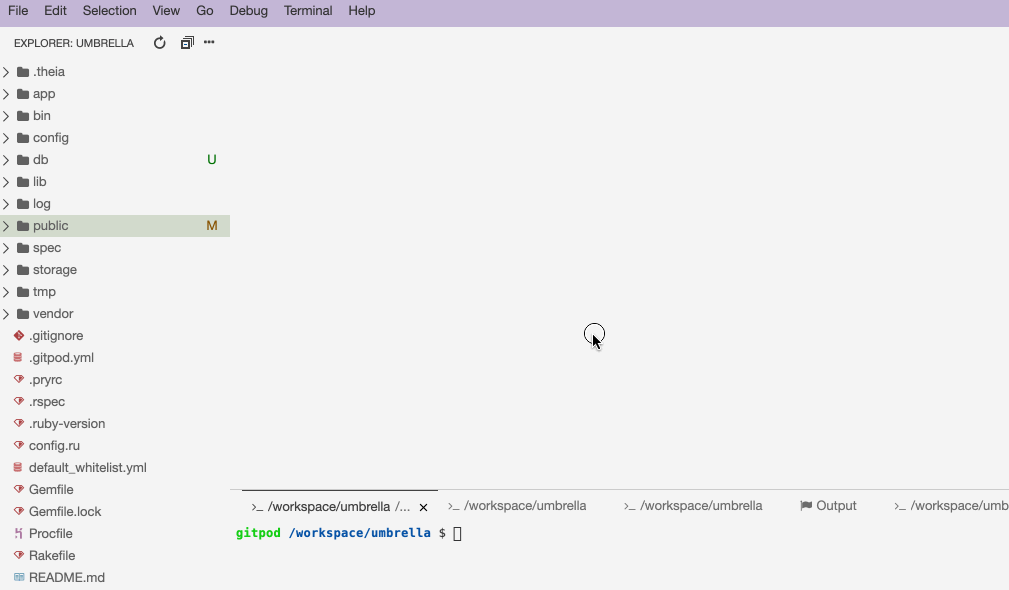 File Edit Selection View Go Debug Terminal Help
EXPLORER: UMBRELLA
.theia
app
bin
config
db U
lib
log
public M
spec
storage
tmp
vendor
.gitignore
.gitpod.yml
.pryrc
.rspec
.ruby-version
config.ru
default_whitelist.yml
Gemfile
Gemfile.lock
Procfile
Rakefile
README.md
>_ /workspace/umbrella /... × >_ /workspace/umbrella >_ /workspace/umbrella Output >_ /workspace/umb
gitpod /workspace/umbrella $